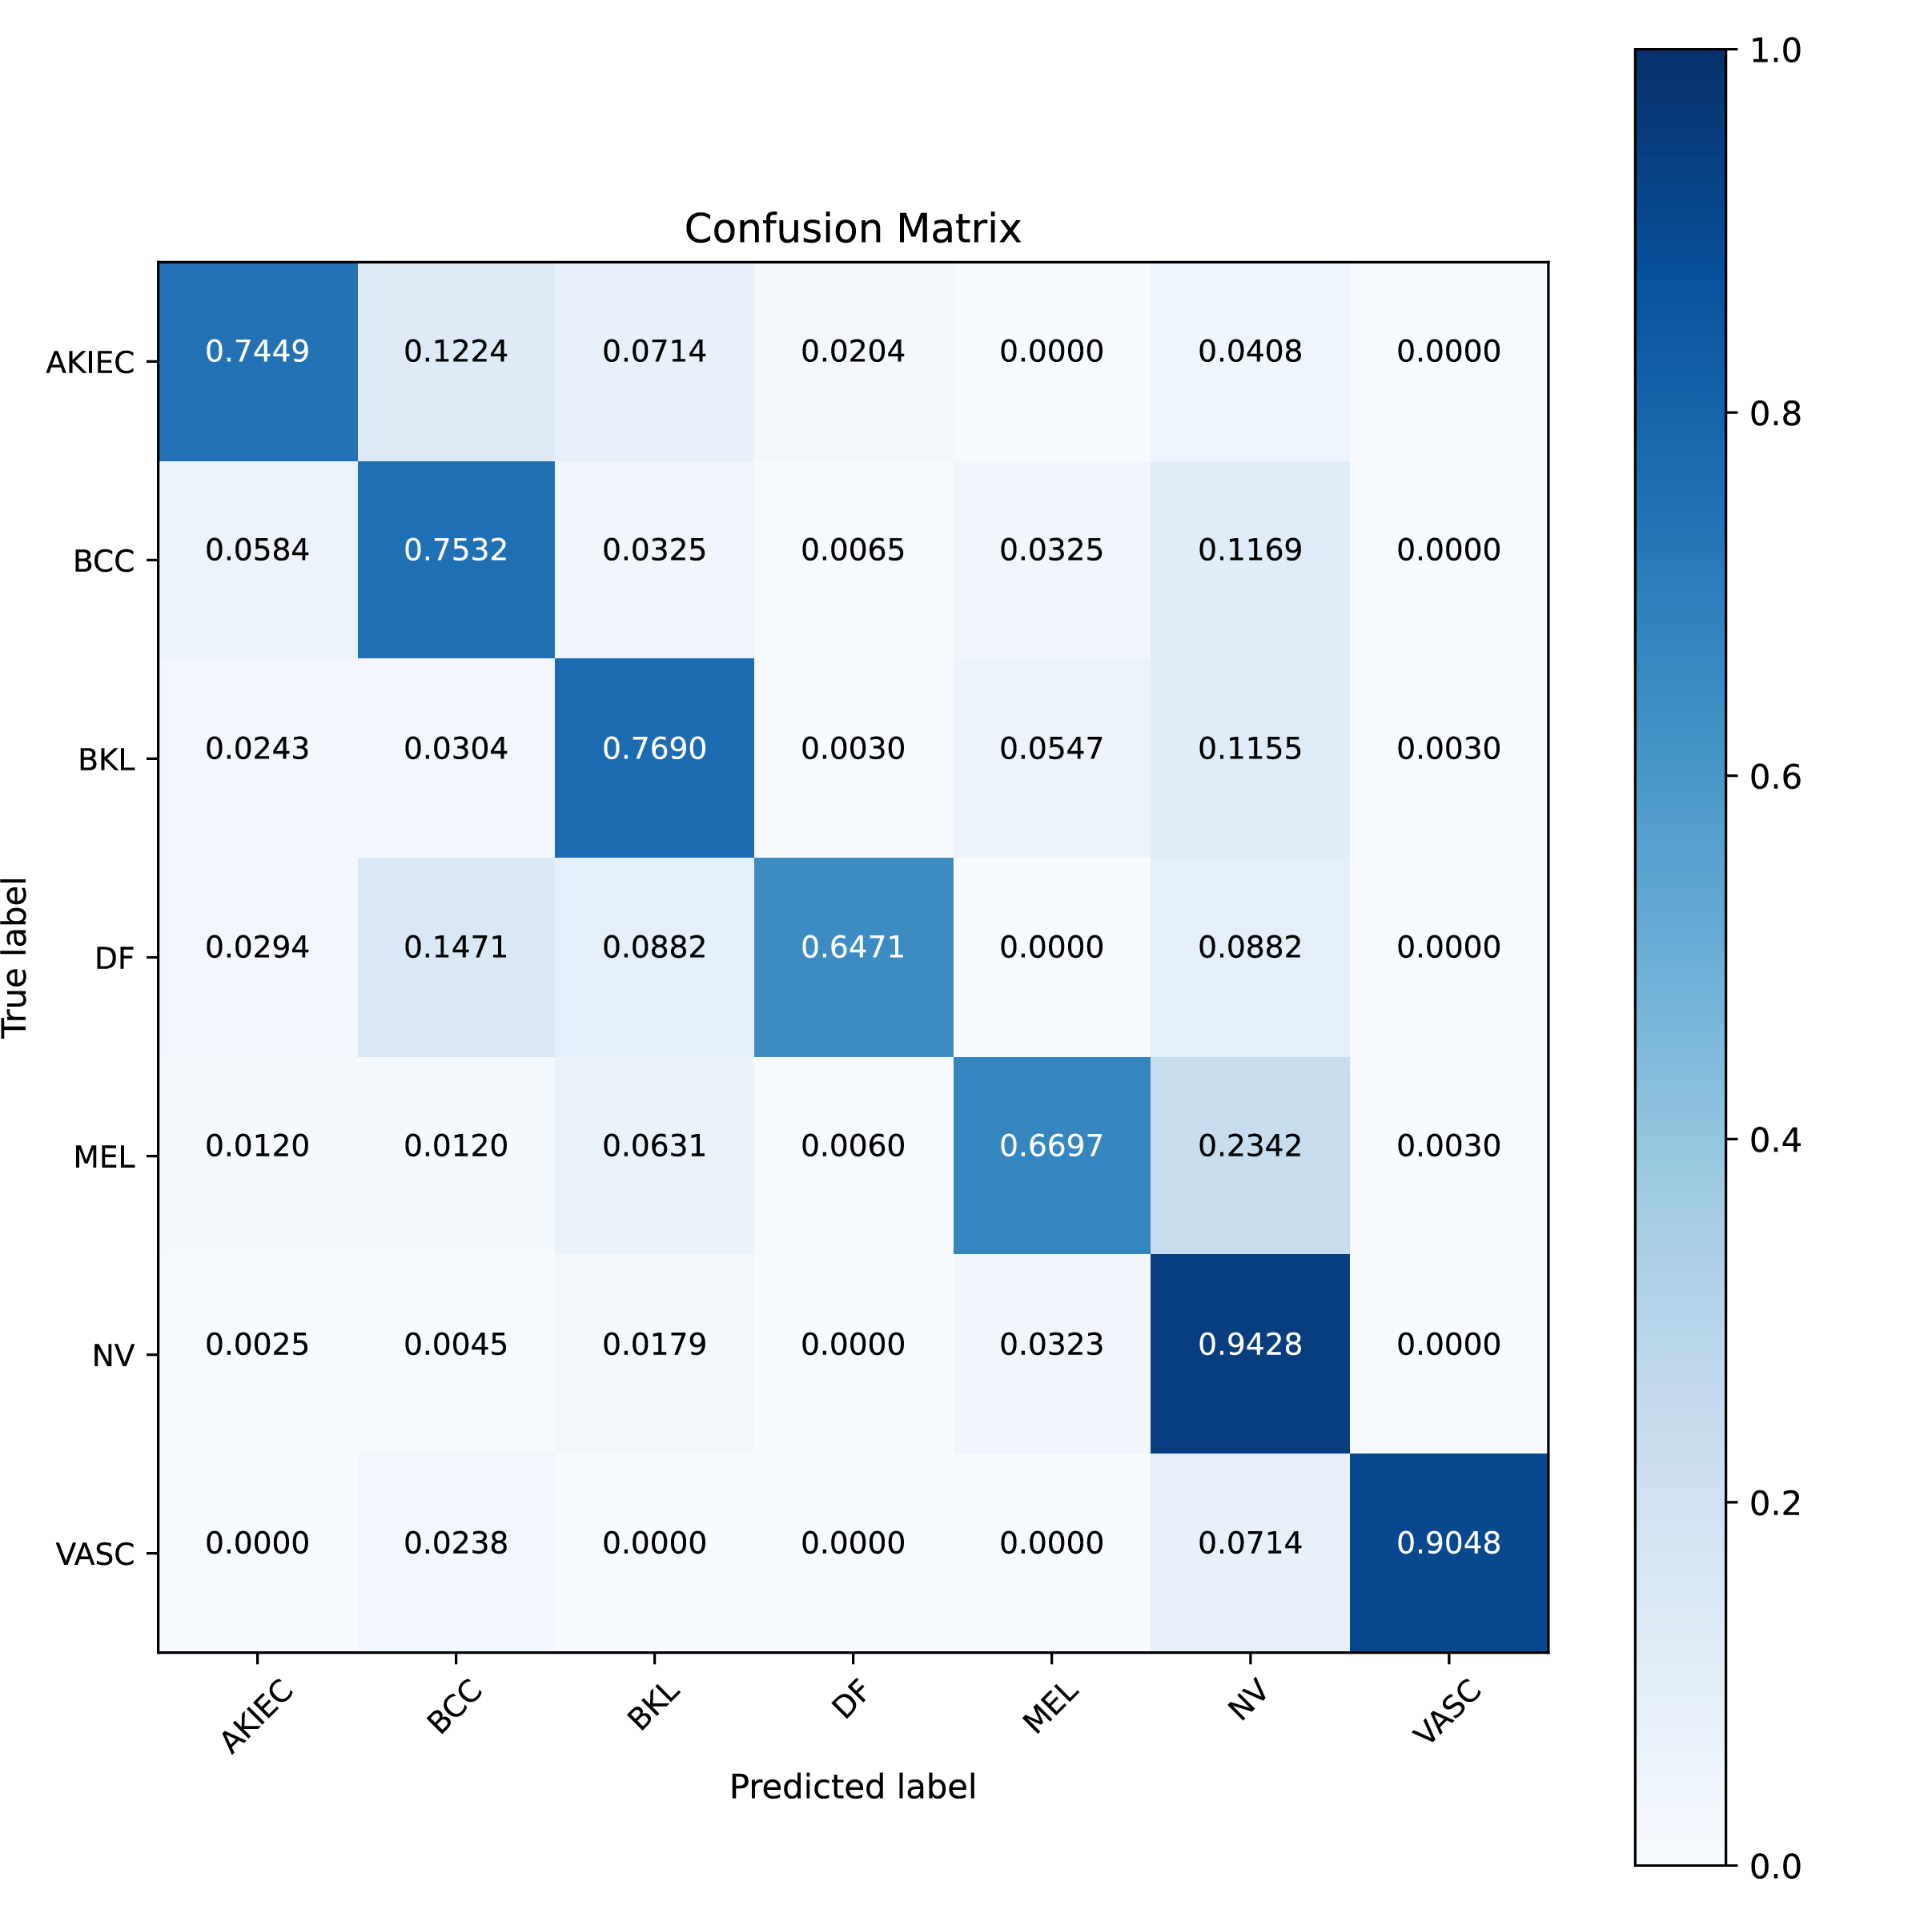 Confusion Matrix
1.0
0.8
0.6
0.4
0.2
0.0
True label
AKIEC 0.7449 0.1224 0.0714 0.0204 0.0000 0.0408 0.0000
BCC 0.0584 0.7532 0.0325 0.0065 0.0325 0.1169 0.0000
BKL 0.0243 0.0304 0.7690 0.0030 0.0547 0.1155 0.0030
DF 0.0294 0.1471 0.0882 0.6471 0.0000 0.0882 0.0000
MEL 0.0120 0.0120 0.0631 0.0060 0.6697 0.2342 0.0030
NV 0.0025 0.0045 0.0179 0.0000 0.0323 0.9428 0.0000
VASC 0.0000 0.0238 0.0000 0.0000 0.0000 0.0714 0.9048
AKIEC BCC BKL DF MEL NV VASC
Predicted label